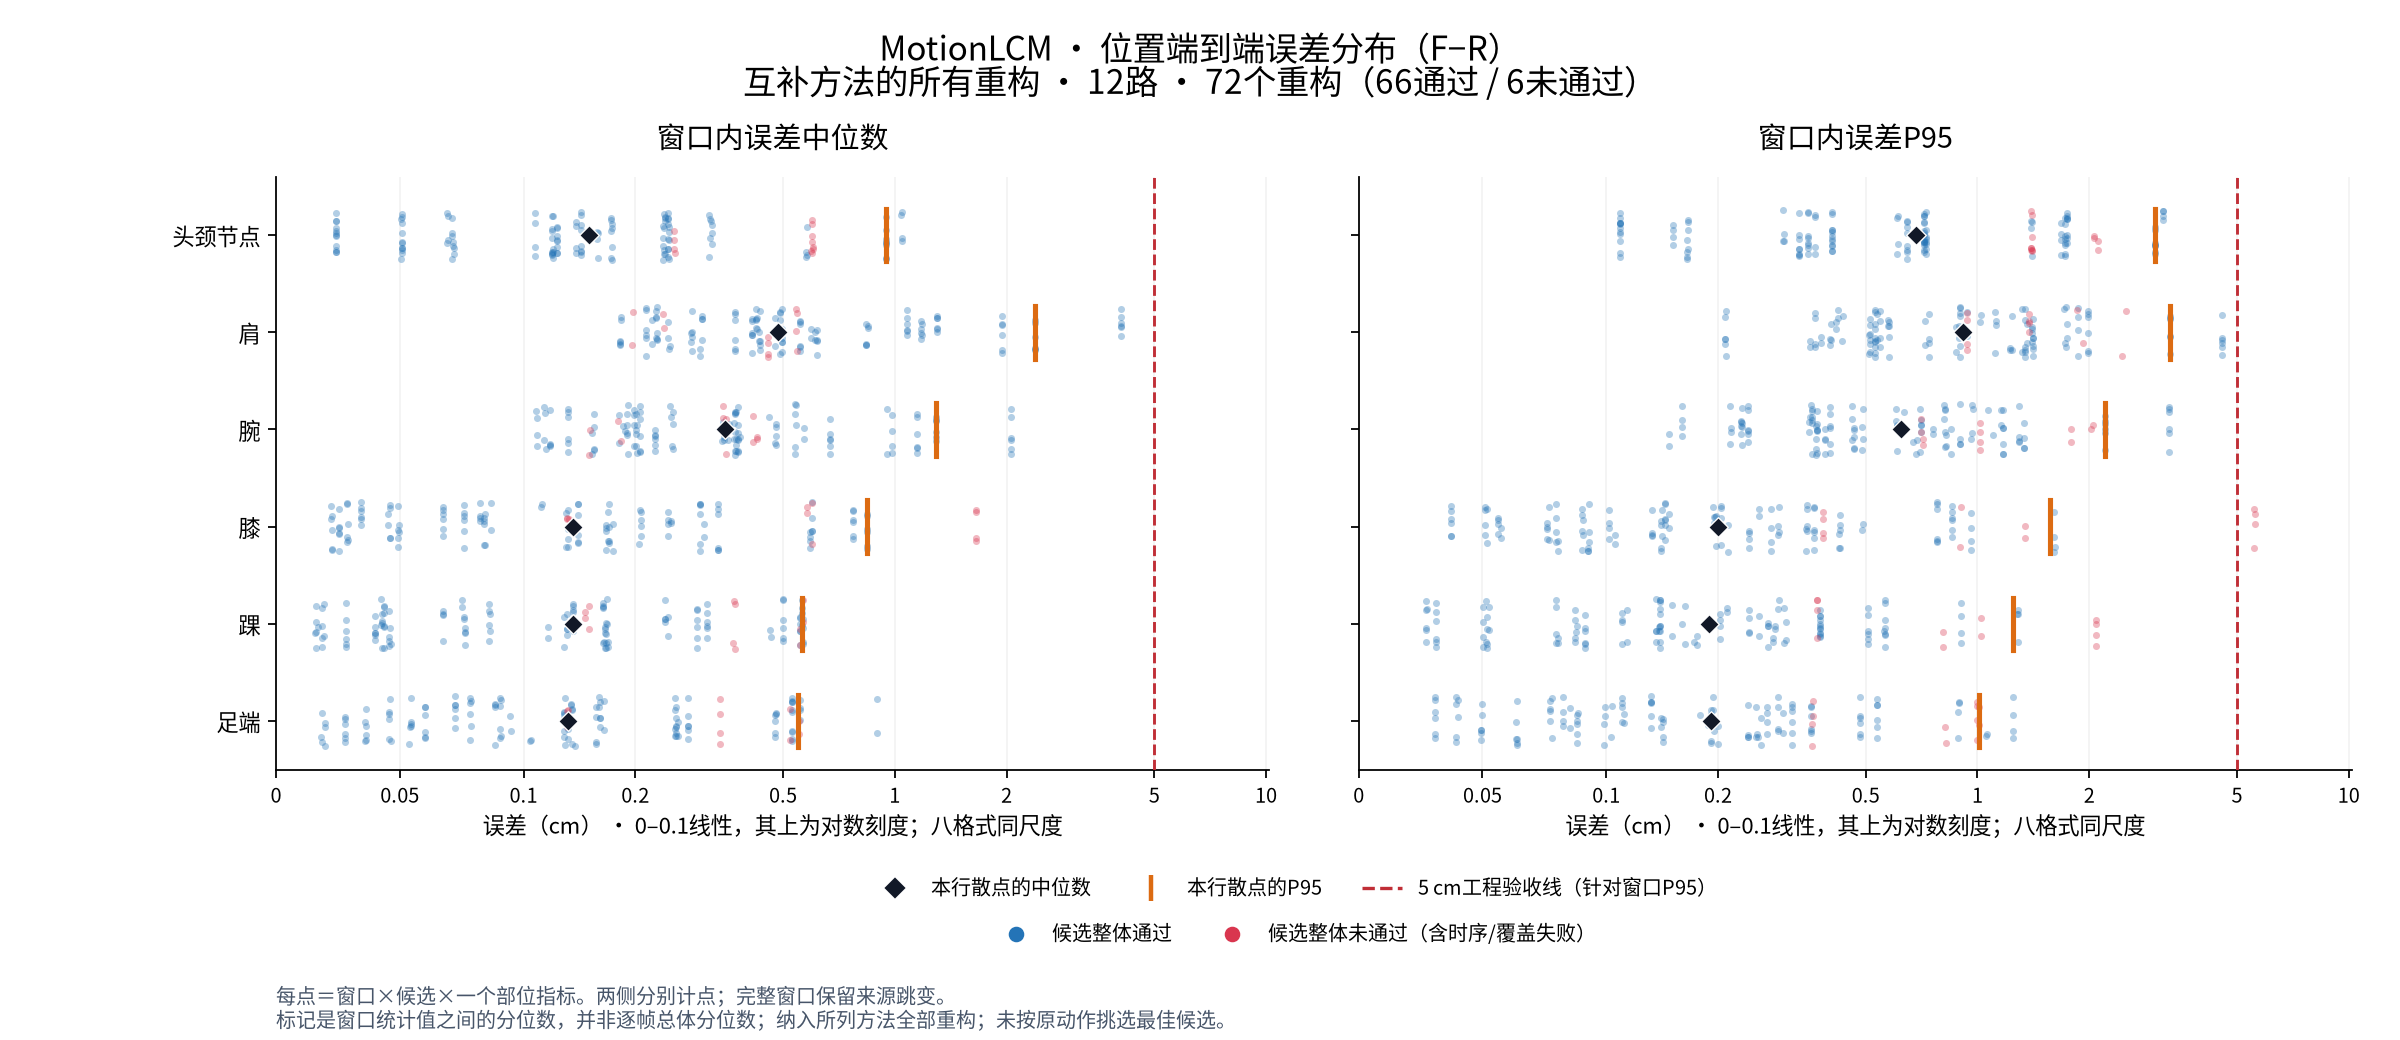 MotionLCM · 位置端到端误差分布（F−R）
互补方法的所有重构 · 12路 · 72个重构（66通过 / 6未通过）
窗口内误差中位数
窗口内误差P95
头颈节点
肩
腕
膝
踝
足端
0 0.05 0.1 0.2 0.5 1 2 5 10
0 0.05 0.1 0.2 0.5 1 2 5 10
误差（cm） · 0–0.1线性，其上为对数刻度；八格式同尺度
误差（cm） · 0–0.1线性，其上为对数刻度；八格式同尺度
本行散点的中位数
本行散点的P95
5 cm工程验收线（针对窗口P95）
候选整体通过
候选整体未通过（含时序/覆盖失败）
每点＝窗口×候选×一个部位指标。两侧分别计点；完整窗口保留来源跳变。
标记是窗口统计值之间的分位数，并非逐帧总体分位数；纳入所列方法全部重构；未按原动作挑选最佳候选。